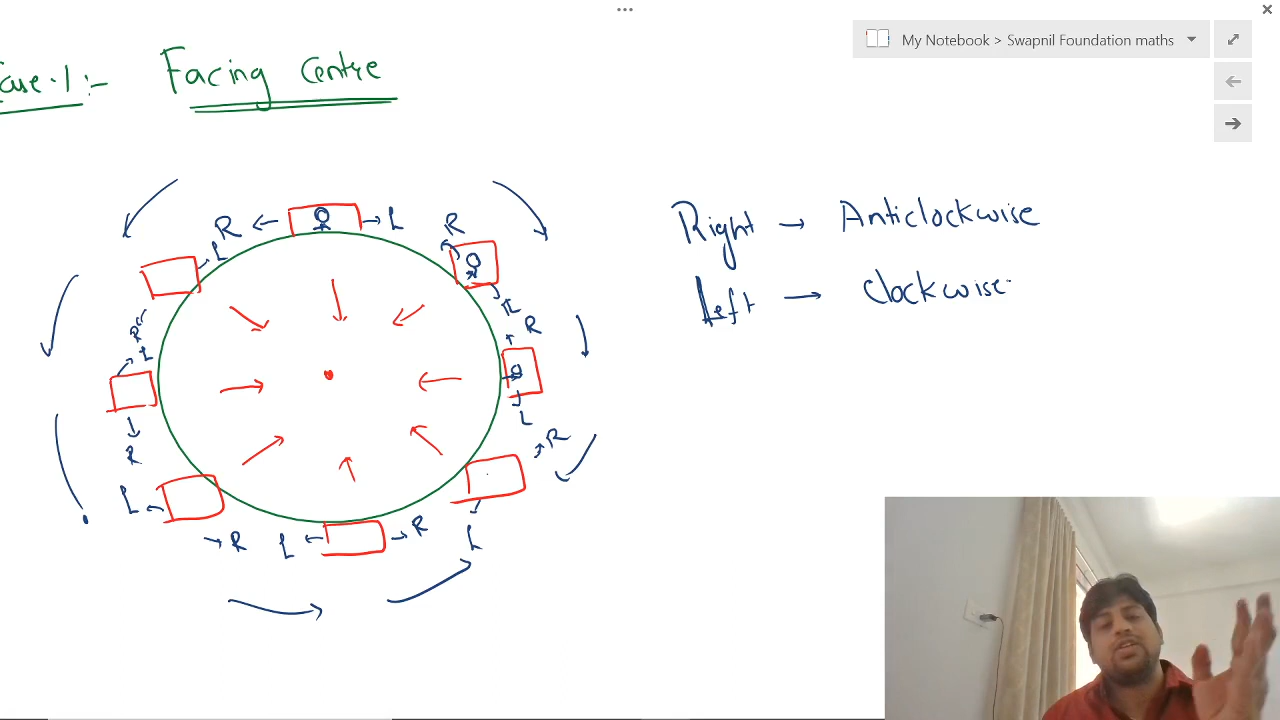 My Notebook > Swapnil Foundation maths
Case-1 :- Facing Centre
R L
R
L
L
R
R
L
L
R
R
L
R
L
R
L R
L
Right → Anticlockwise
Left → Clockwise